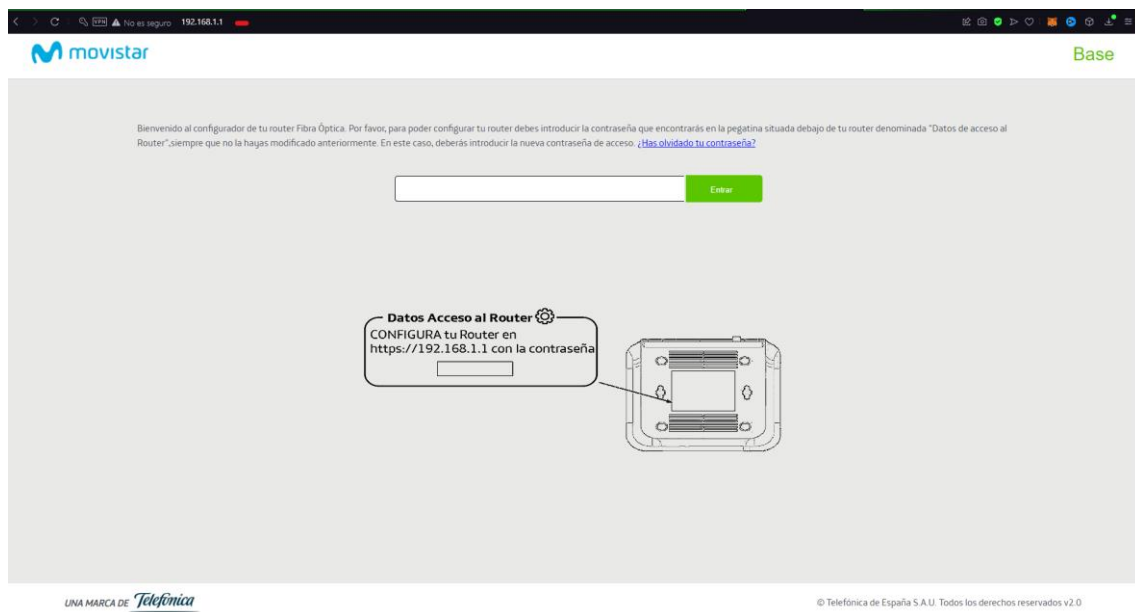 VPN No es seguro 192.168.1.1
movistar
Base
Bienvenido al configurador de tu router Fibra Óptica. Por favor, para poder configurar tu router debes introducir la contraseña que encontrarás en la pegatina situada debajo de tu router denominada "Datos de acceso al
Router",siempre que no la hayas modificado anteriormente. En este caso, deberás introducir la nueva contraseña de acceso. ¿Has olvidado tu contraseña?
Entrar
Datos Acceso al Router
CONFIGURA tu Router en
https://192.168.1.1 con la contraseña
UNA MARCA DE Telefónica
© Telefónica de España S.A.U. Todos los derechos reservados v2.0